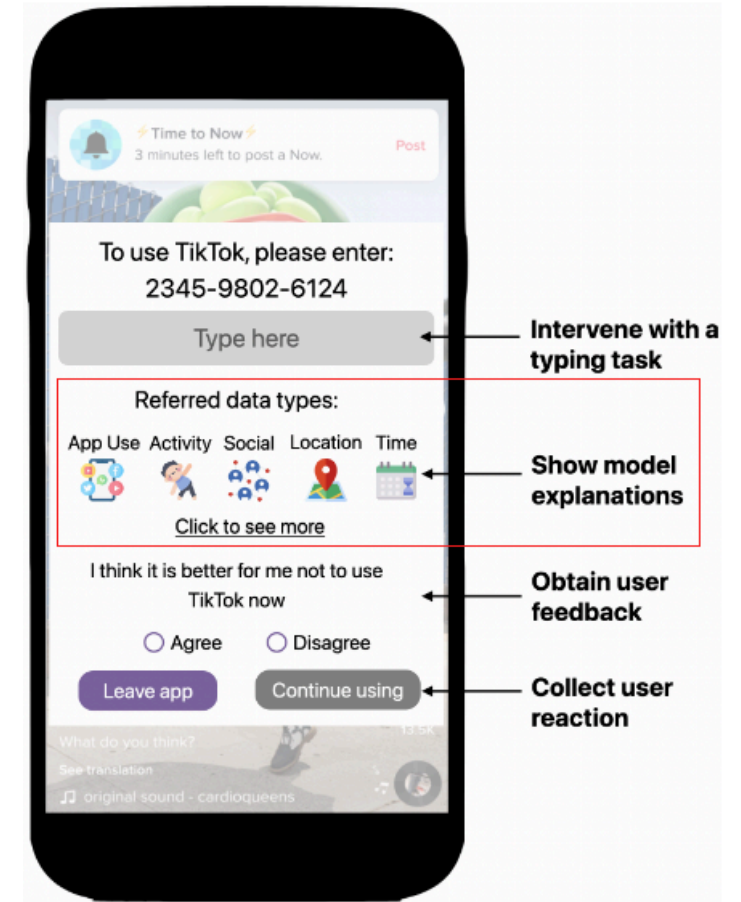 ⚡Time to Now⚡
3 minutes left to post a Now.
Post
To use TikTok, please enter:
2345-9802-6124
Type here
Intervene with a
typing task
Referred data types:
App Use Activity Social Location Time
Show model
explanations
Click to see more
I think it is better for me not to use
TikTok now
Obtain user
feedback
Agree Disagree
Leave app Continue using
Collect user
reaction
What do you think?
13.5K
See translation
original sound - cardioqueens